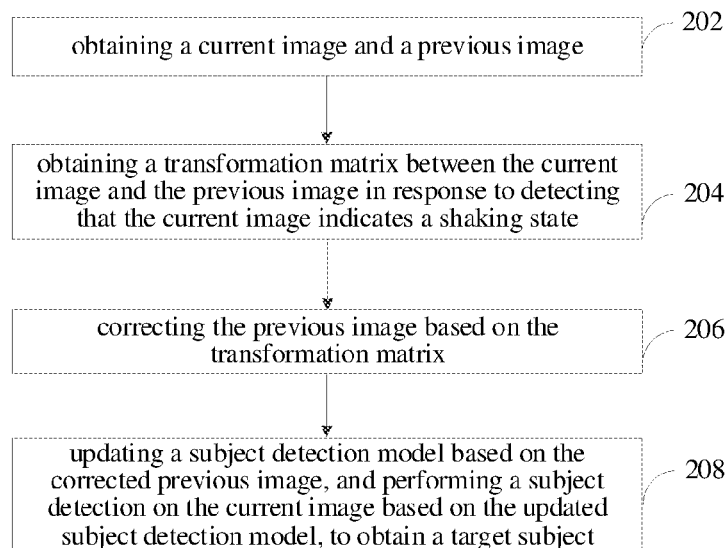 obtaining a current image and a previous image
202
obtaining a transformation matrix between the current
image and the previous image in response to detecting
that the current image indicates a shaking state
204
correcting the previous image based on the
transformation matrix
206
updating a subject detection model based on the
corrected previous image, and performing a subject
detection on the current image based on the updated
subject detection model, to obtain a target subject
208